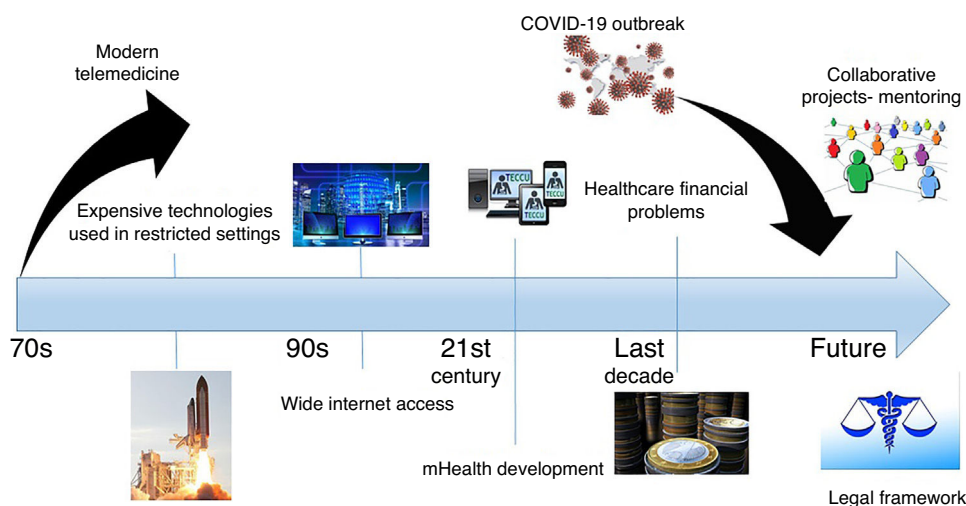 COVID-19 outbreak
Modern
telemedicine
Collaborative
projects- mentoring
Expensive technologies
used in restricted settings
TECCU
TECCU
TECCU
Healthcare financial
problems
70s
90s
21st
century
Last
decade
Future
Wide internet access
mHealth development
Legal framework